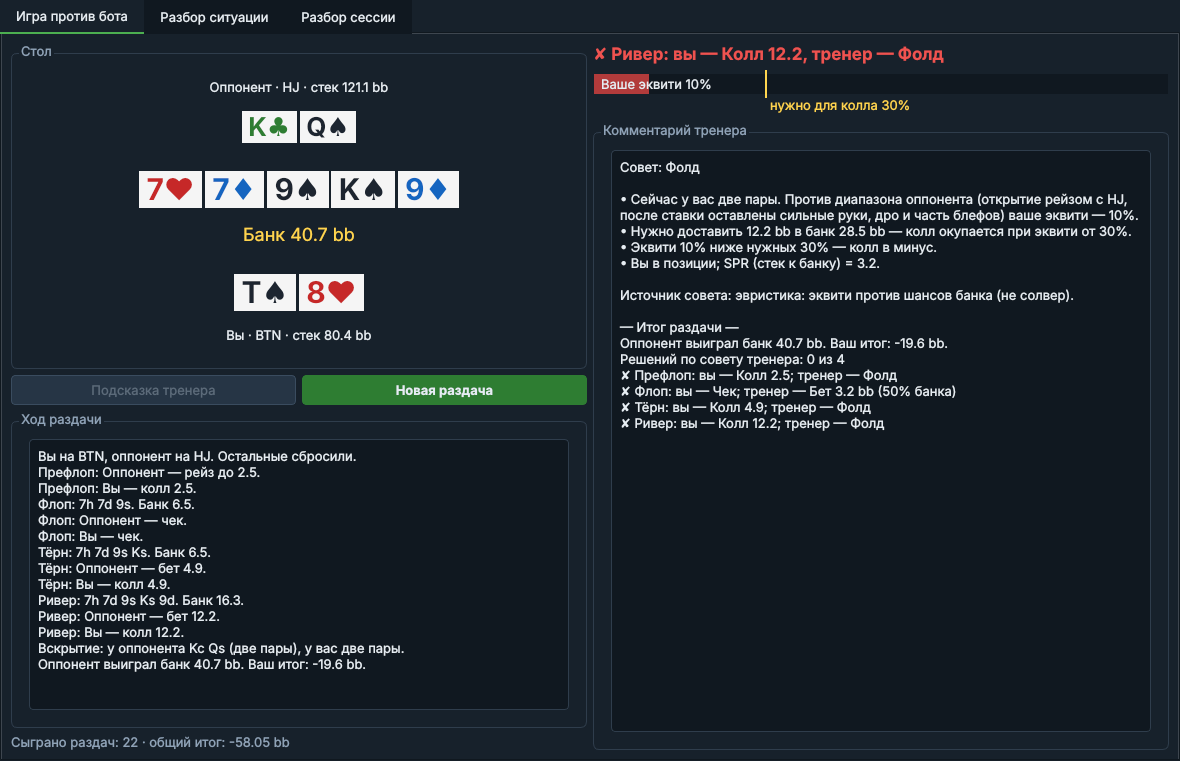 Игра против бота
Разбор ситуации
Разбор сессии
Стол
Оппонент · HJ · стек 121.1 bb
K♣ Q♠
7♥ 7♦ 9♠ K♠ 9♦
Банк 40.7 bb
T♠ 8♥
Вы · BTN · стек 80.4 bb
Подсказка тренера
Новая раздача
Ход раздачи
Вы на BTN, оппонент на HJ. Остальные сбросили.
Префлоп: Оппонент — рейз до 2.5.
Префлоп: Вы — колл 2.5.
Флоп: 7h 7d 9s. Банк 6.5.
Флоп: Оппонент — чек.
Флоп: Вы — чек.
Тёрн: 7h 7d 9s Ks. Банк 6.5.
Тёрн: Оппонент — бет 4.9.
Тёрн: Вы — колл 4.9.
Ривер: 7h 7d 9s Ks 9d. Банк 16.3.
Ривер: Оппонент — бет 12.2.
Ривер: Вы — колл 12.2.
Вскрытие: у оппонента Kc Qs (две пары), у вас две пары.
Оппонент выиграл банк 40.7 bb. Ваш итог: -19.6 bb.
Сыграно раздач: 22 · общий итог: -58.05 bb
✘ Ривер: вы — Колл 12.2, тренер — Фолд
Ваше эквити 10%
нужно для колла 30%
Комментарий тренера
Совет: Фолд
• Сейчас у вас две пары. Против диапазона оппонента (открытие рейзом с HJ,
после ставки оставлены сильные руки, дро и часть блефов) ваше эквити — 10%.
• Нужно доставить 12.2 bb в банк 28.5 bb — колл окупается при эквити от 30%.
• Эквити 10% ниже нужных 30% — колл в минус.
• Вы в позиции; SPR (стек к банку) = 3.2.
Источник совета: эвристика: эквити против шансов банка (не солвер).
— Итог раздачи —
Оппонент выиграл банк 40.7 bb. Ваш итог: -19.6 bb.
Решений по совету тренера: 0 из 4
✘ Префлоп: вы — Колл 2.5; тренер — Фолд
✘ Флоп: вы — Чек; тренер — Бет 3.2 bb (50% банка)
✘ Тёрн: вы — Колл 4.9; тренер — Фолд
✘ Ривер: вы — Колл 12.2; тренер — Фолд